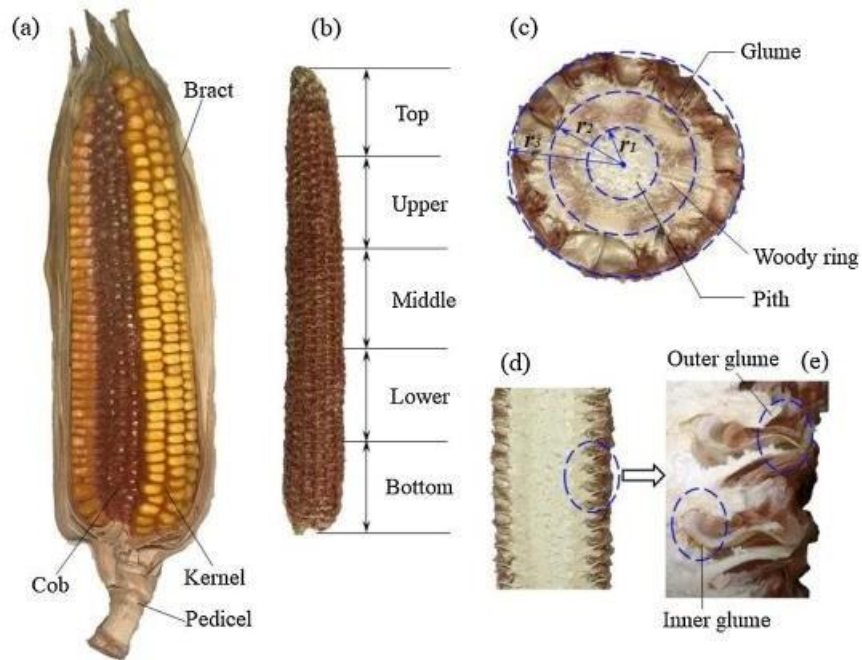 (a)
Bract
Cob
Kernel
Pedicel
(b)
Top
Upper
Middle
Lower
Bottom
(c)
Glume
r3
r2
r1
Woody ring
Pith
(d)
Outer glume
(e)
Inner glume